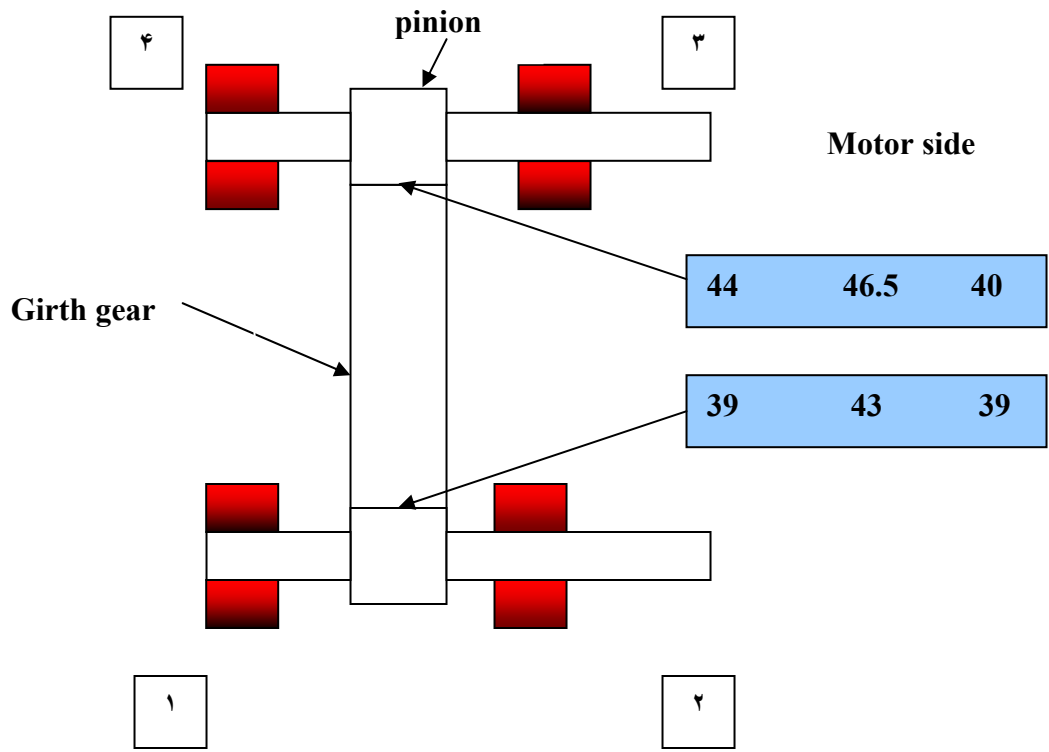 pinion
۴
۳
Motor side
44 46.5 40
Girth gear
39 43 39
۱
۲